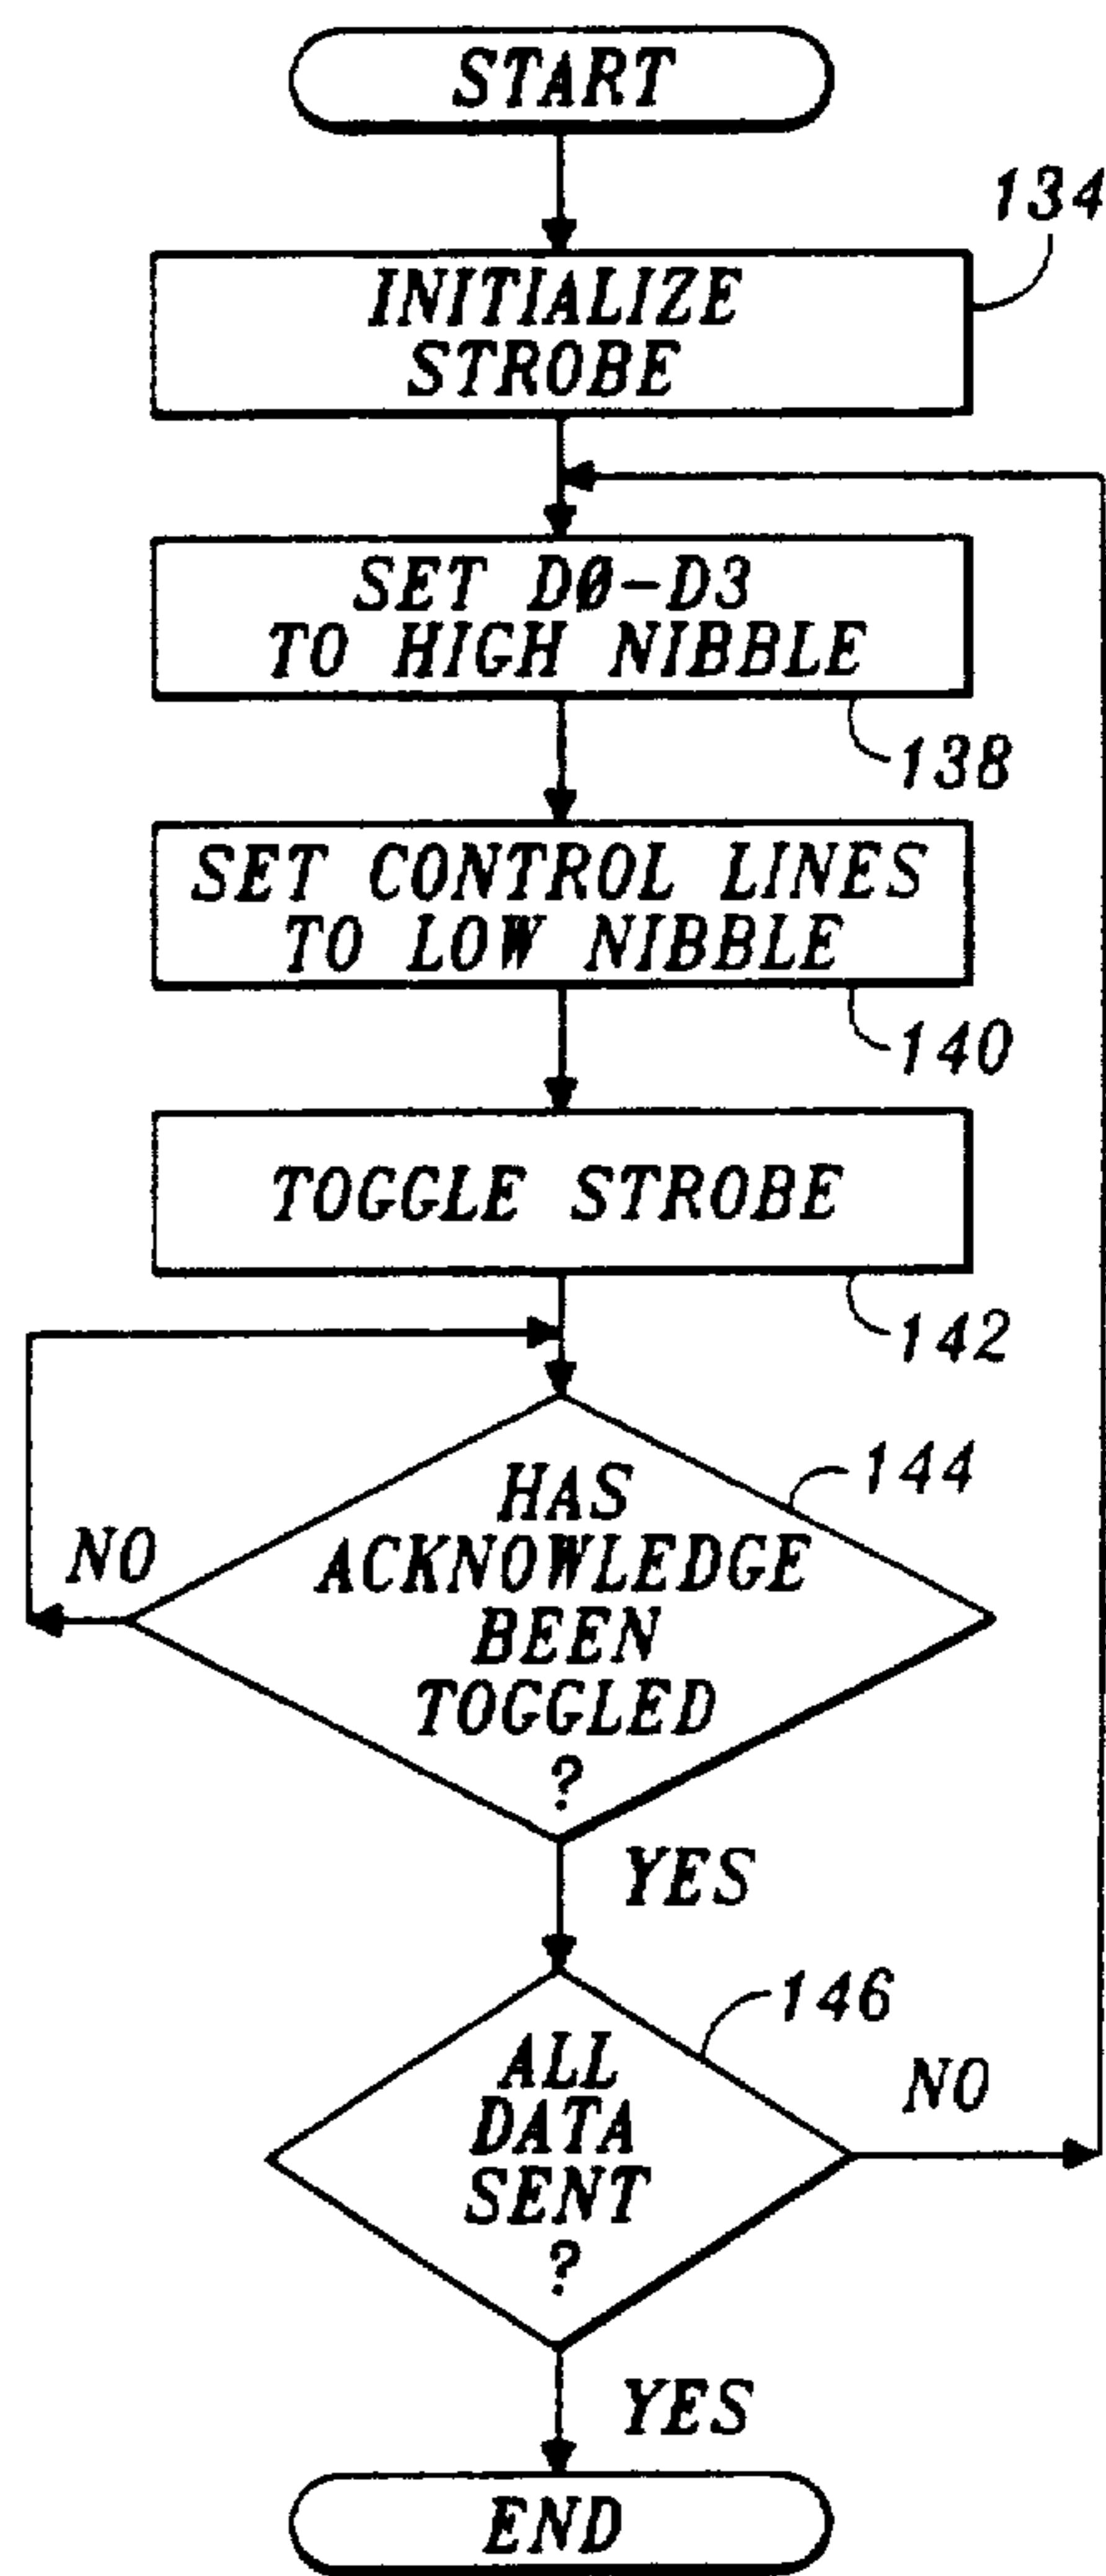 START
134
INITIALIZE
STROBE
SET DØ-D3
TO HIGH NIBBLE
138
SET CONTROL LINES
TO LOW NIBBLE
140
TOGGLE STROBE
142
144
HAS
ACKNOWLEDGE
BEEN
TOGGLED
?
NO
YES
146
ALL
DATA
SENT
?
NO
YES
END